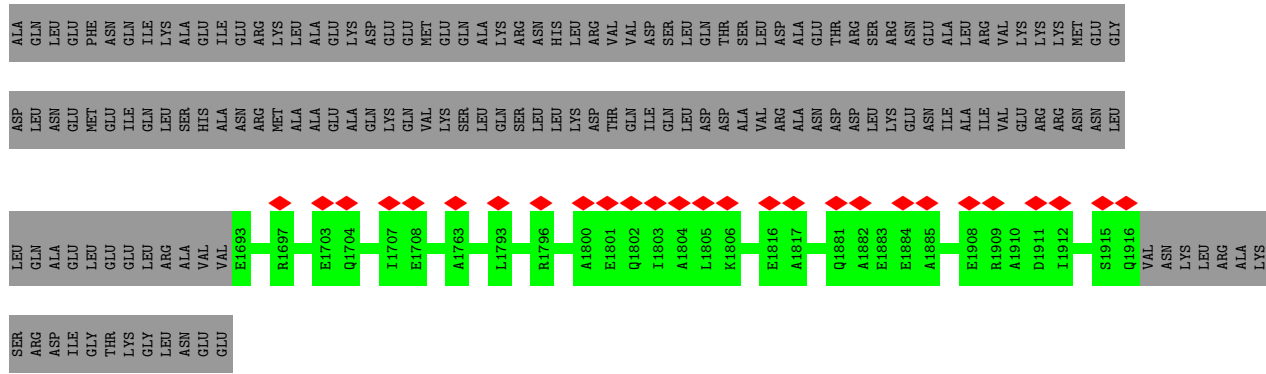 ALA GLN LEU GLU PHE ASN GLN ILE LYS ALA GLU ILE GLU ARG LYS LEU ALA GLU LYS ASP GLU GLU MET GLU GLN ALA LYS ARG ASN HIS LEU ARG VAL VAL ASP SER LEU GLN THR SER LEU ASP ALA GLU THR ARG SER ARG ASN GLU ALA LEU ARG VAL LYS LYS LYS MET GLU GLY
ASP LEU ASN GLU MET GLU ILE GLN LEU SER HIS ALA ASN ARG MET ALA ALA GLU ALA GLN LYS GLN VAL LYS SER LEU GLN SER LEU LEU LYS ASP THR GLN ILE GLN LEU ASP ASP ALA VAL ARG ALA ASN ASP ASP LEU LYS GLU ASN ILE ALA ILE VAL GLU ARG ARG ASN ASN LEU
LEU GLN ALA GLU LEU GLU GLU LEU ARG ALA VAL VAL E1693 R1697 E1703 Q1704 I1707 E1708 A1763 L1793 R1796 A1800 E1801 Q1802 I1803 A1804 L1805 K1806 E1816 A1817 Q1881 A1882 E1883 E1884 A1885 E1908 R1909 A1910 D1911 I1912 S1915 Q1916 VAL ASN LYS LEU ARG ALA LYS
SER ARG ASP ILE GLY THR LYS GLY LEU ASN GLU GLU